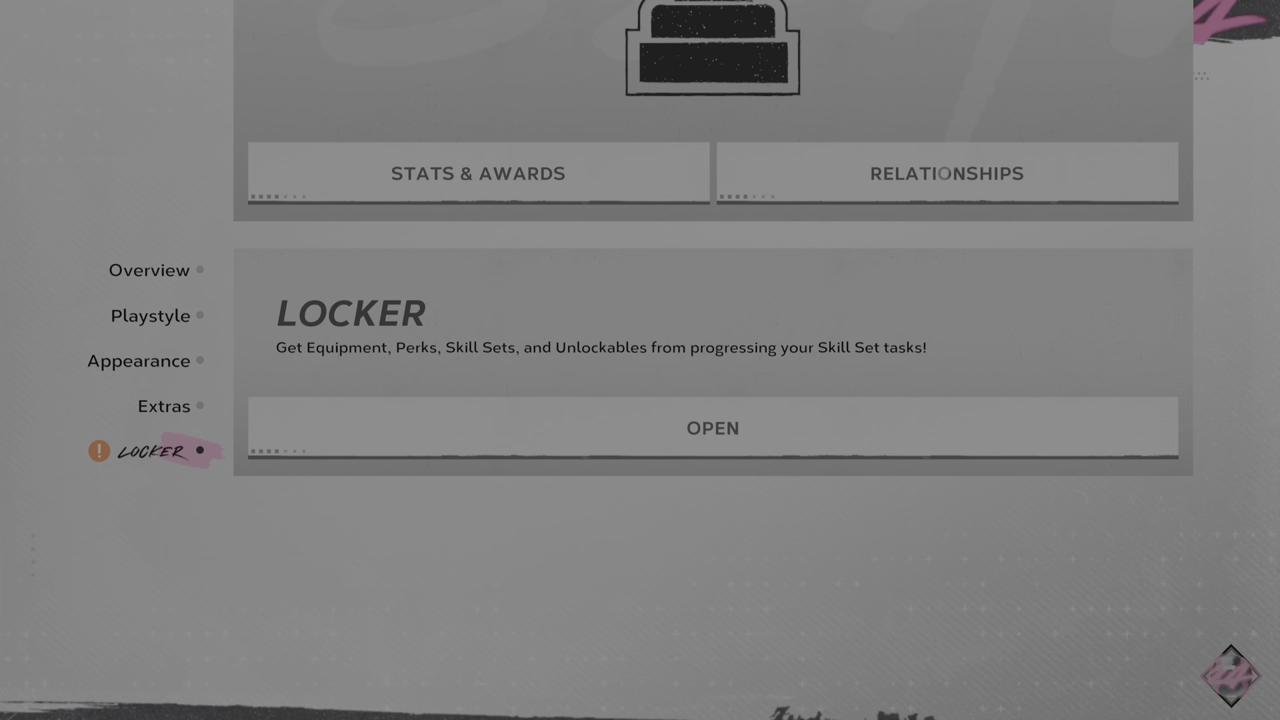 STATS & AWARDS
RELATIONSHIPS
Overview
Playstyle
Appearance
Extras
! LOCKER
LOCKER
Get Equipment, Perks, Skill Sets, and Unlockables from progressing your Skill Set tasks!
OPEN